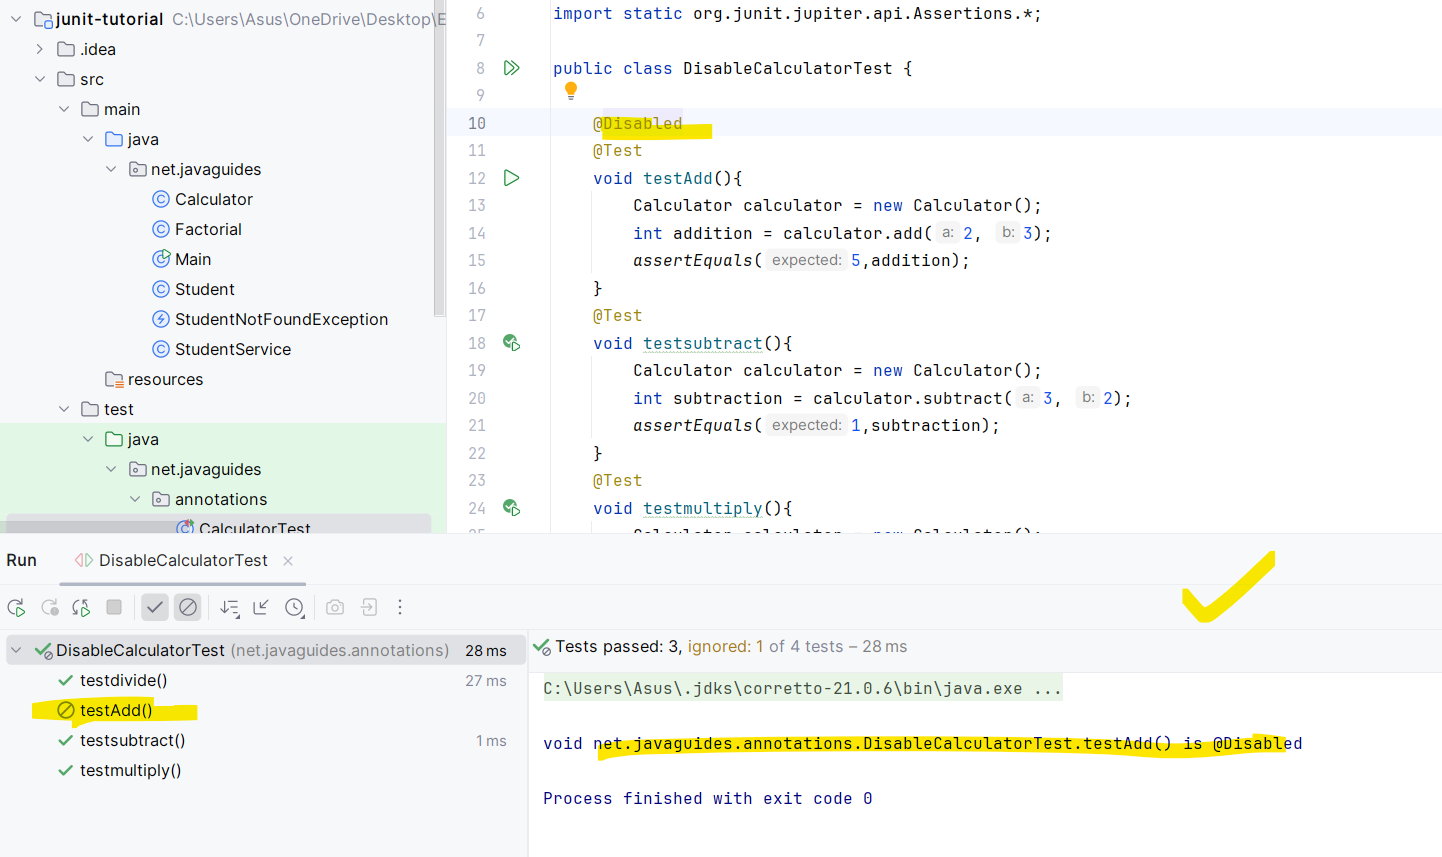 junit-tutorial C:\Users\Asus\OneDrive\Desktop\E
.idea
src
main
java
net.javaguides
Calculator
Factorial
Main
Student
StudentNotFoundException
StudentService
resources
test
java
net.javaguides
annotations
CalculatorTest
6 import static org.junit.jupiter.api.Assertions.*;
7
8 public class DisableCalculatorTest {
9
10 @Disabled
11 @Test
12 void testAdd(){
13 Calculator calculator = new Calculator();
14 int addition = calculator.add( a: 2, b: 3);
15 assertEquals( expected: 5,addition);
16 }
17 @Test
18 void testsubtract(){
19 Calculator calculator = new Calculator();
20 int subtraction = calculator.subtract( a: 3, b: 2);
21 assertEquals( expected: 1,subtraction);
22 }
23 @Test
24 void testmultiply(){
25 Calculator calculator = new Calculator();
Run DisableCalculatorTest
DisableCalculatorTest (net.javaguides.annotations) 28 ms
testdivide() 27 ms
testAdd()
testsubtract() 1 ms
testmultiply()
Tests passed: 3, ignored: 1 of 4 tests – 28 ms
C:\Users\Asus\.jdks\corretto-21.0.6\bin\java.exe ...
void net.javaguides.annotations.DisableCalculatorTest.testAdd() is @Disabled
Process finished with exit code 0